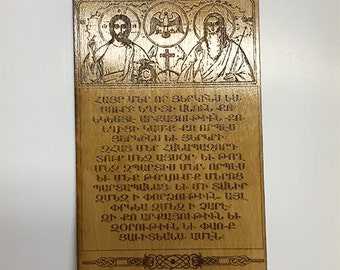 ՀԱՅՐ ՄԵՐ ՈՐ ՅԵՐԿԻՆՍ ԵՍ
ՍՈՒՐԲ ԵՂԻՑԻ ԱՆՈՒՆ ՔՈ
ԵԿԵՍՑԷ ԱՐՔԱՅՈՒԹԻՒՆ ՔՈ
ԵՂԻՑԻ ԿԱՄՔ ՔՈ ՈՐՊԷՍ
ՅԵՐԿԻՆՍ ԵՒ ՅԵՐԿՐԻ
ԶՀԱՑ ՄԵՐ ՀԱՆԱՊԱԶՈՐԴ
ՏՈՒՐ ՄԵԶ ԱՅՍՕՐ ԵՒ ԹՈՂ
ՄԵԶ ԶՊԱՐՏԻՍ ՄԵՐ ՈՐՊԷՍ
ԵՒ ՄԵՔ ԹՈՂՈՒՄՔ ՄԵՐՈՑ
ՊԱՐՏԱՊԱՆԱՑ ԵՒ ՄԻ ՏԱՆԻՐ
ԶՄԵԶ Ի ՓՈՐՁՈՒԹԻՒՆ ԱՅԼ
ՓՐԿԵԱ ԶՄԵԶ Ի ՉԱՐԷ
ԶԻ ՔՈ ԱՐՔԱՅՈՒԹԻՒՆ ԵՒ
ԶՕՐՈՒԹԻՒՆ ԵՒ ՓԱՌՔ
ՅԱՒԻՏԵԱՆՍ ԱՄԷՆ